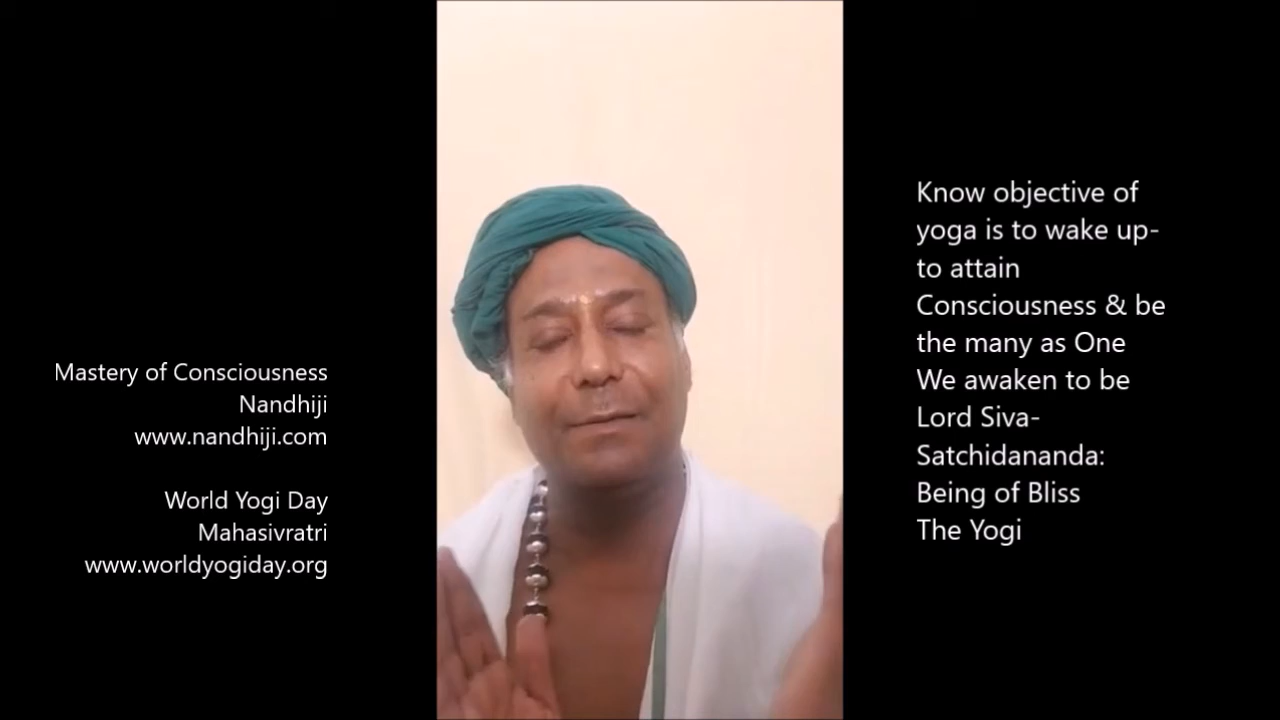 Mastery of Consciousness
Nandhiji
www.nandhiji.com
World Yogi Day
Mahasivratri
www.worldyogiday.org
Know objective of
yoga is to wake up-
to attain
Consciousness & be
the many as One
We awaken to be
Lord Siva-
Satchidananda:
Being of Bliss
The Yogi